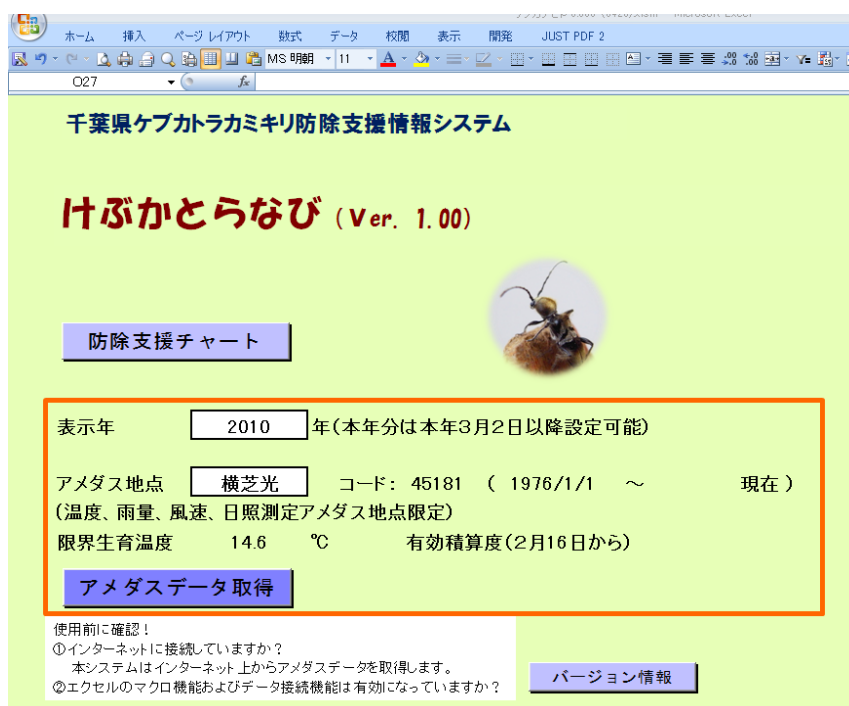 ホーム 挿入 ページ レイアウト 数式 データ 校閲 表示 開発 JUST PDF 2
MS 明朝 11
O27 fx
千葉県ケブカトラカミキリ防除支援情報システム
けぶかとらなび (Ver. 1.00)
防除支援チャート
表示年 2010 年(本年分は本年3月2日以降設定可能)
アメダス地点 横芝光 コード: 45181 ( 1976/1/1 ～ 現在 )
(温度、雨量、風速、日照測定アメダス地点限定)
限界生育温度 14.6 ℃ 有効積算度(2月16日から)
アメダスデータ取得
使用前に確認！
①インターネットに接続していますか？
本システムはインターネット上からアメダスデータを取得します。
②エクセルのマクロ機能およびデータ接続機能は有効になっていますか？
バージョン情報